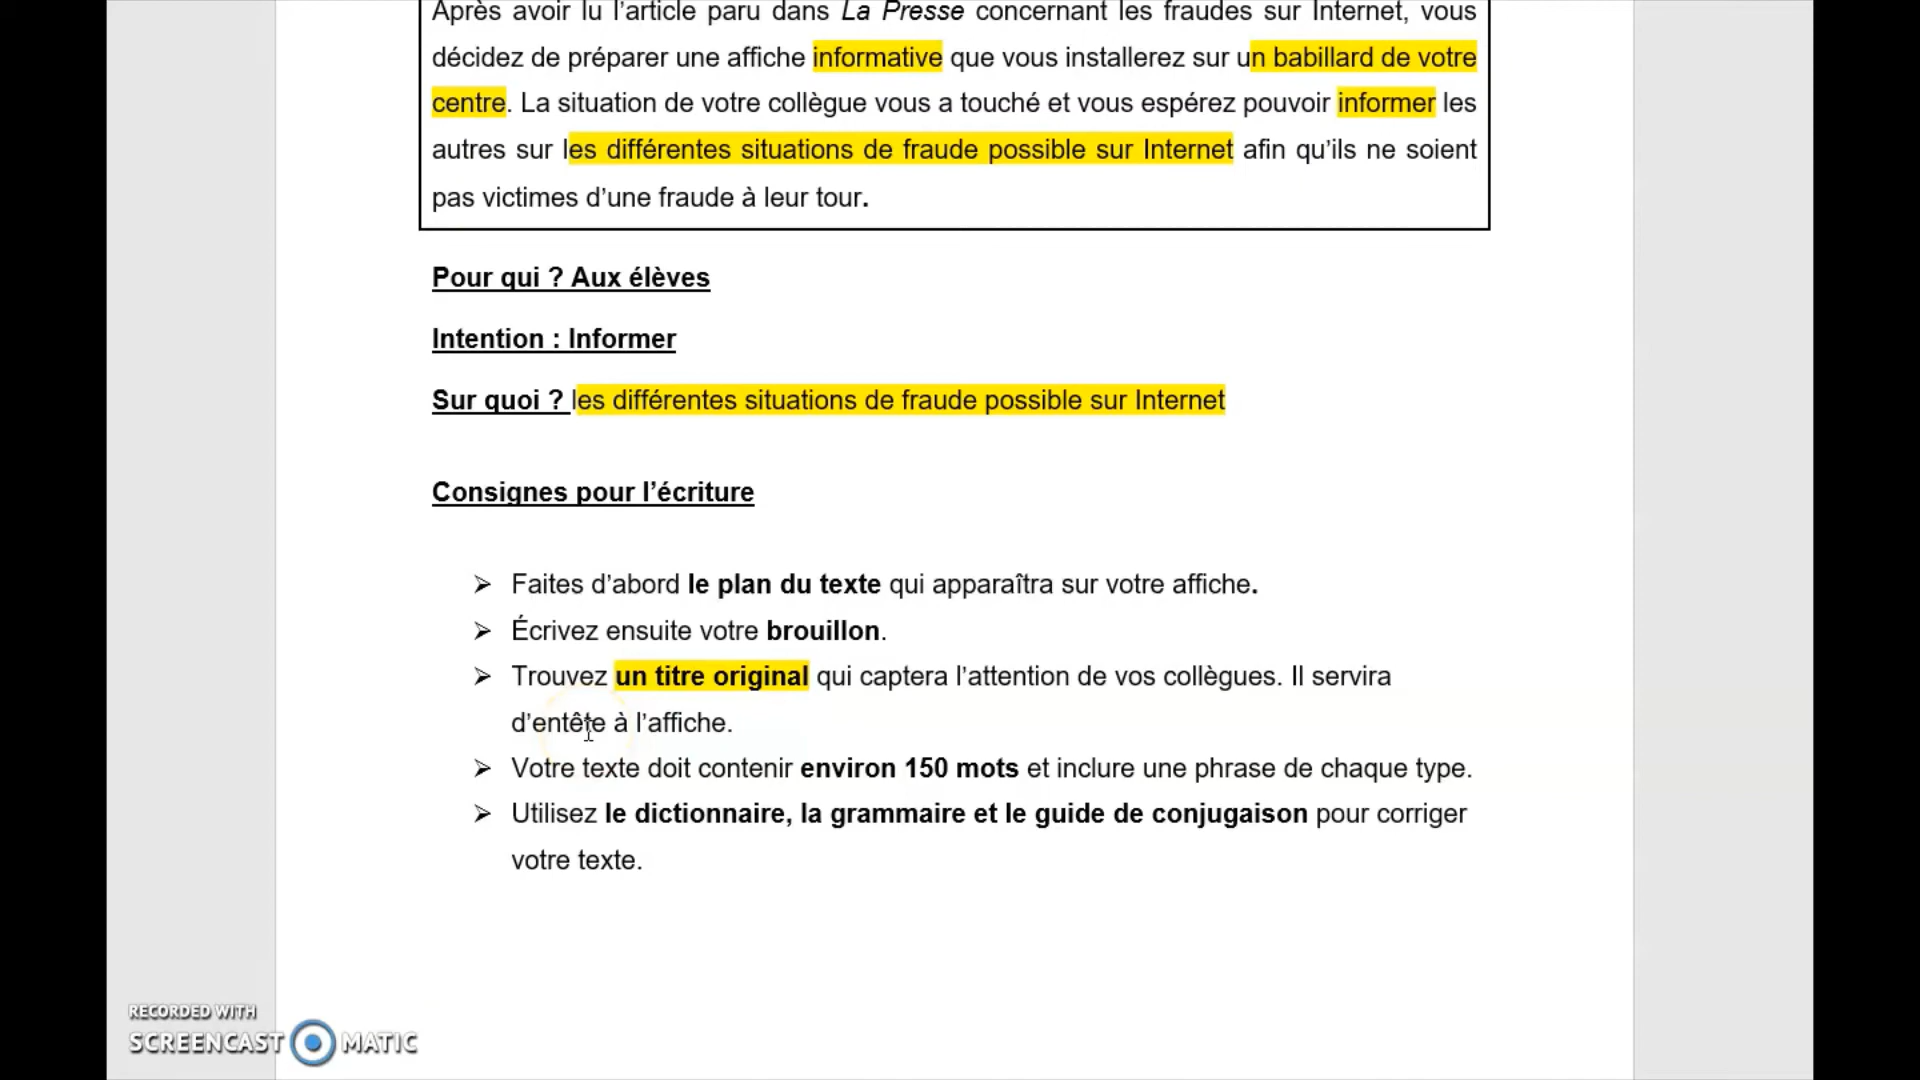 Après avoir lu l’article paru dans La Presse concernant les fraudes sur Internet, vous
décidez de préparer une affiche informative que vous installerez sur un babillard de votre
centre. La situation de votre collègue vous a touché et vous espérez pouvoir informer les
autres sur les différentes situations de fraude possible sur Internet afin qu’ils ne soient
pas victimes d’une fraude à leur tour.
Pour qui ? Aux élèves
Intention : Informer
Sur quoi ? les différentes situations de fraude possible sur Internet
Consignes pour l’écriture
➢ Faites d’abord le plan du texte qui apparaîtra sur votre affiche.
➢ Écrivez ensuite votre brouillon.
➢ Trouvez un titre original qui captera l’attention de vos collègues. Il servira
d’entête à l’affiche.
➢ Votre texte doit contenir environ 150 mots et inclure une phrase de chaque type.
➢ Utilisez le dictionnaire, la grammaire et le guide de conjugaison pour corriger
votre texte.
RECORDED WITH
SCREENCAST MATIC